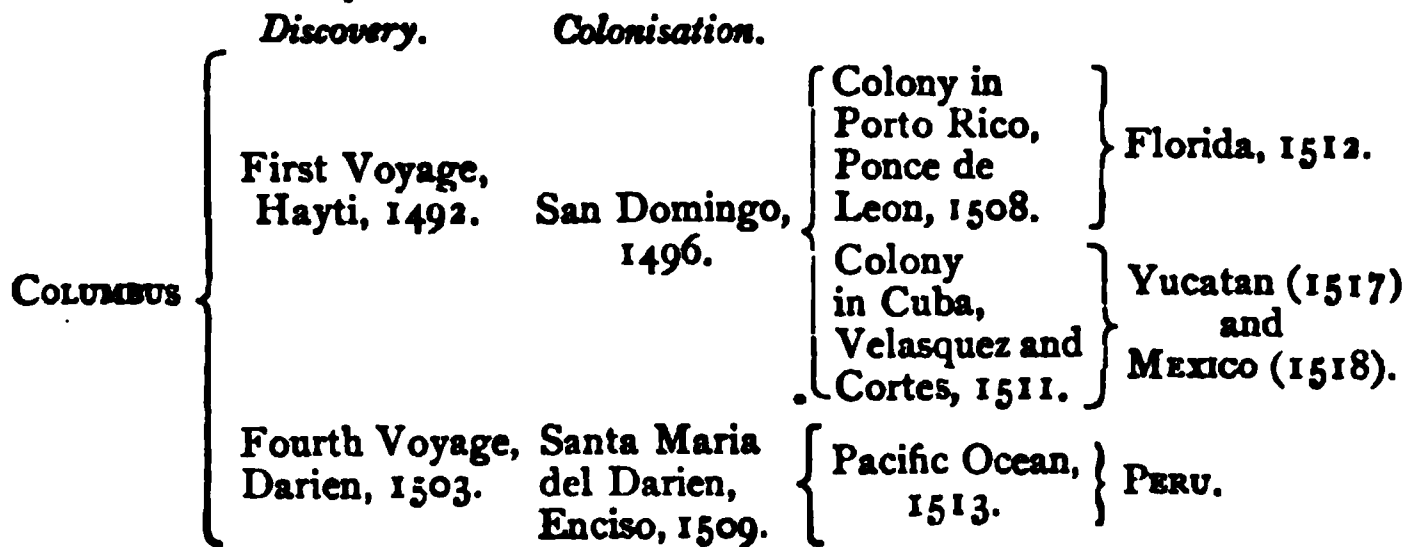 Discovery. Colonisation.
First Voyage,
Hayti, 1492.
San Domingo,
1496.
Colony in
Porto Rico,
Ponce de
Leon, 1508.
Florida, 1512.
Colony
in Cuba,
Velasquez and
Cortes, 1511.
Yucatan (1517)
and
MEXICO (1518).
COLUMBUS
Fourth Voyage,
Darien, 1503.
Santa Maria
del Darien,
Enciso, 1509.
Pacific Ocean,
1513.
PERU.